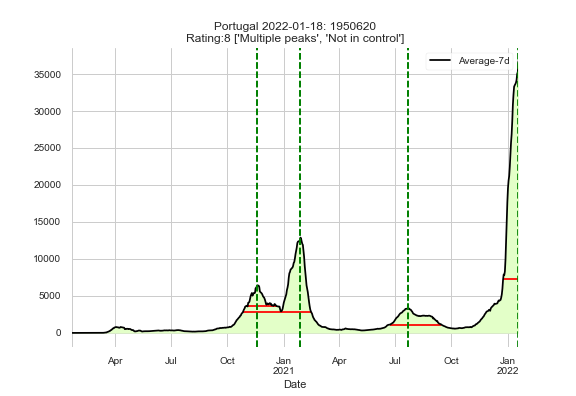 Portugal 2022-01-18: 1950620
Rating:8 ['Multiple peaks', 'Not in control']
Average-7d
35000
30000
25000
20000
15000
10000
5000
0
Apr Jul Oct Jan Apr Jul Oct Jan
2021 2022
Date